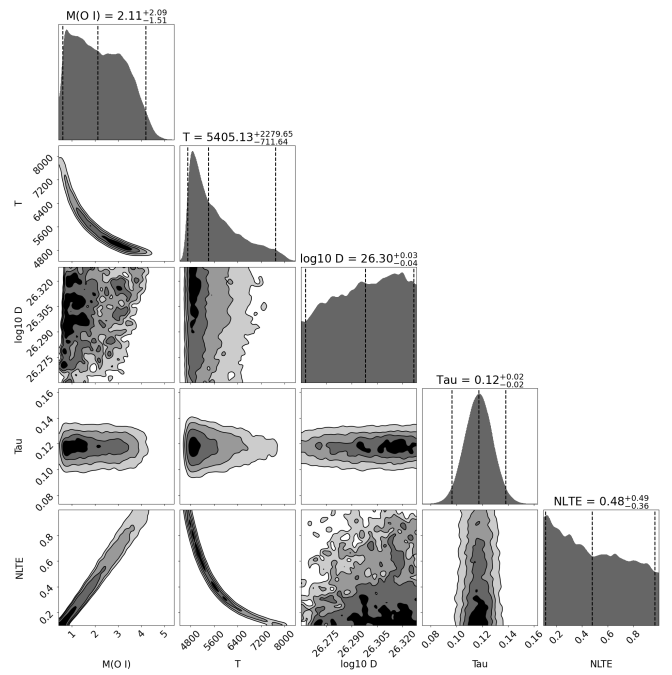 M(O I) = 2.11+2.09 −1.51
8000
7200
6400
5600
4800
T
T = 5405.13+2279.65 −711.64
26.320
26.305
26.290
26.275
log10 D
log10 D = 26.30+0.03 −0.04
0.16
0.14
0.12
0.10
0.08
Tau
Tau = 0.12+0.02 −0.02
0.8
0.6
0.4
0.2
NLTE
NLTE = 0.48+0.49 −0.36
1 2 3 4 5
M(O I)
4800 5600 6400 7200 8000
T
26.275 26.290 26.305 26.320
log10 D
0.08 0.10 0.12 0.14 0.16
Tau
0.2 0.4 0.6 0.8
NLTE